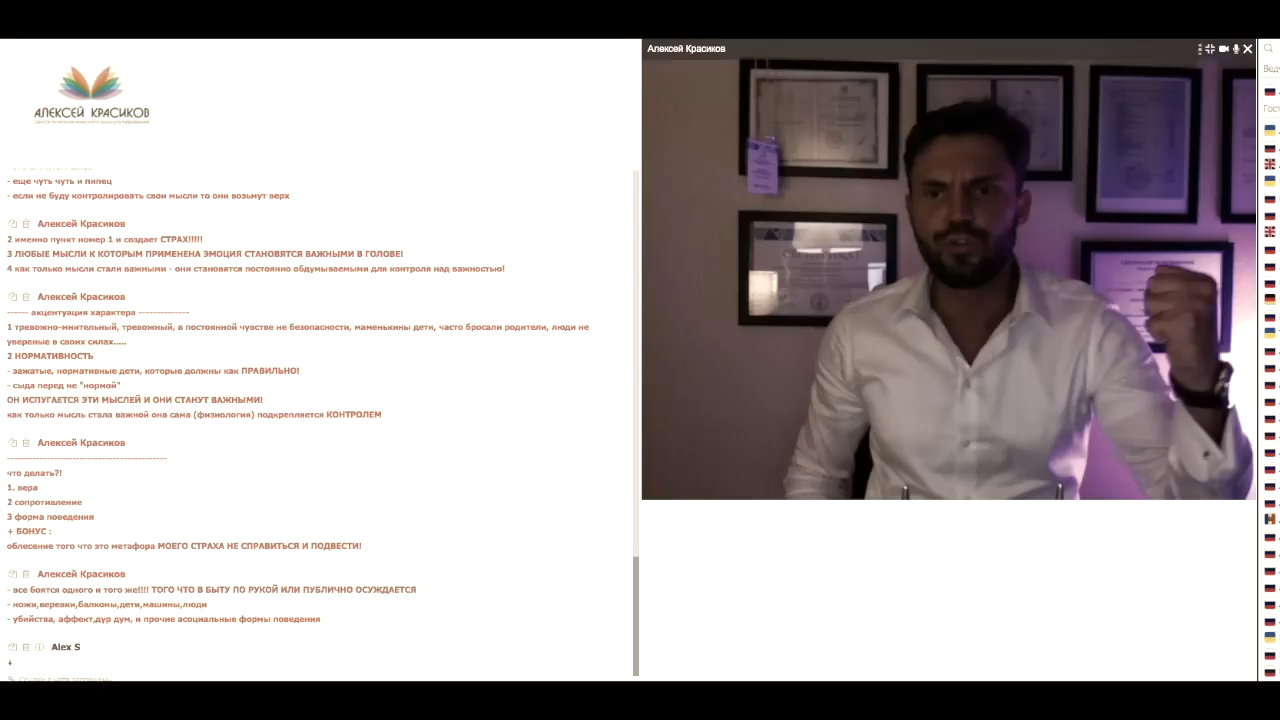 АЛЕКСЕЙ КРАСИКОВ
- еще чуть чуть и пипец
- если не буду контролировать свои мысли то они возьмут верх
Алексей Красиков
2 именно пункт номер 1 и создает СТРАХ!!!!!
3 ЛЮБЫЕ МЫСЛИ К КОТОРЫМ ПРИМЕНЕНА ЭМОЦИЯ СТАНОВЯТСЯ ВАЖНЫМИ В ГОЛОВЕ!
4 как только мысли стали важными - они становятся постоянно обдумываемыми для контроля над важностью!
Алексей Красиков
------ акцентуация характера --------------
1 тревожно-мнительный, тревожный, в постоянной чувстве не безопасности, маменькины дети, часто бросали родители, люди не
увереные в своих силах.....
2 НОРМАТИВНОСТЬ
- зажатые, нормативные дети, которые должны как ПРАВИЛЬНО!
- сыда перед не "нормой"
ОН ИСПУГАЕТСЯ ЭТИ МЫСЛЕЙ И ОНИ СТАНУТ ВАЖНЫМИ!
как только мысль стала важной она сама (физиология) подкрепляется КОНТРОЛЕМ
Алексей Красиков
--------------------------------------------
что делать?!
1. вера
2 сопротивление
3 форма поведения
+ БОНУС :
облесение того что это метафора МОЕГО СТРАХА НЕ СПРАВИТЬСЯ И ПОДВЕСТИ!
Алексей Красиков
- все боятся одного и того же!!!! ТОГО ЧТО В БЫТУ ПО РУКОЙ ИЛИ ПУБЛИЧНО ОСУЖДАЕТСЯ
- ножи,веревки,балконы,дети,машины,люди
- убийства, аффект,дур дум, и прочие асоциальные формы поведения
Alex S
+
Алексей Красиков
Вед
Гост